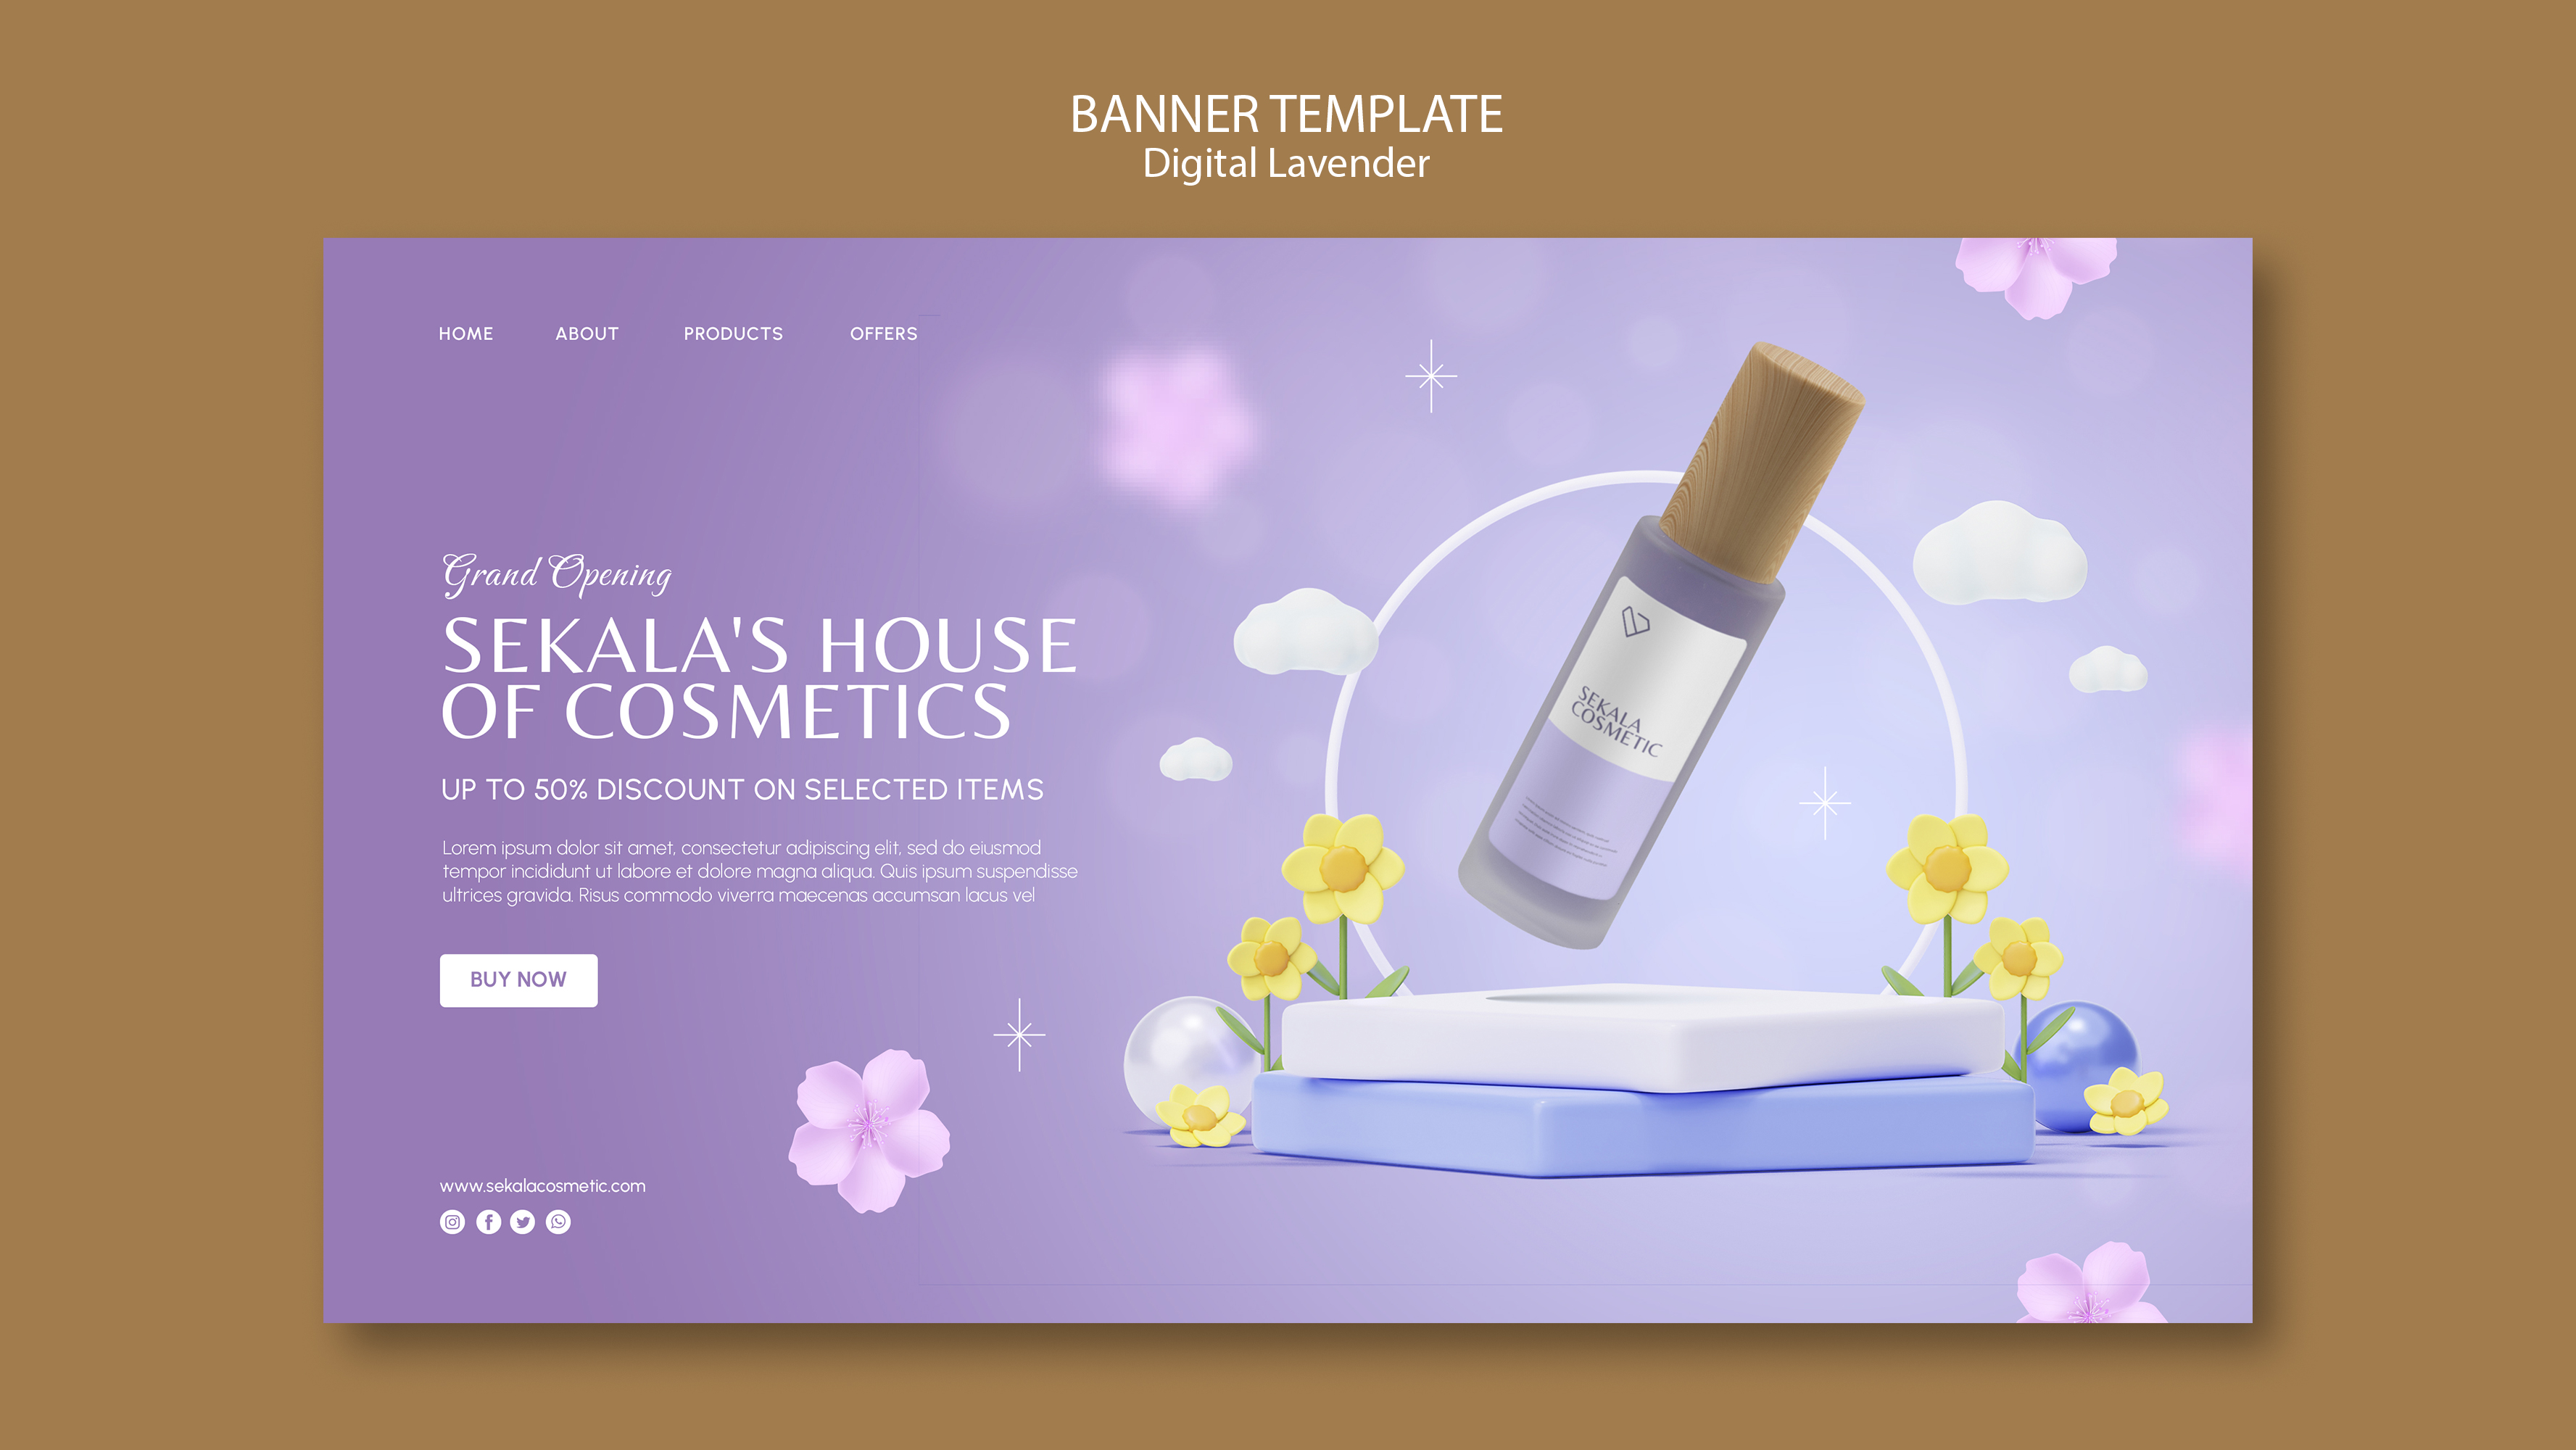 BANNER TEMPLATE
Digital Lavender
HOME ABOUT PRODUCTS OFFERS
Grand Opening
SEKALA'S HOUSE
OF COSMETICS
UP TO 50% DISCOUNT ON SELECTED ITEMS
Lorem ipsum dolor sit amet, consectetur adipiscing elit, sed do eiusmod
tempor incididunt ut labore et dolore magna aliqua. Quis ipsum suspendisse
ultrices gravida. Risus commodo viverra maecenas accumsan lacus vel
BUY NOW
www.sekalacosmetic.com
SEKALA
COSMETIC